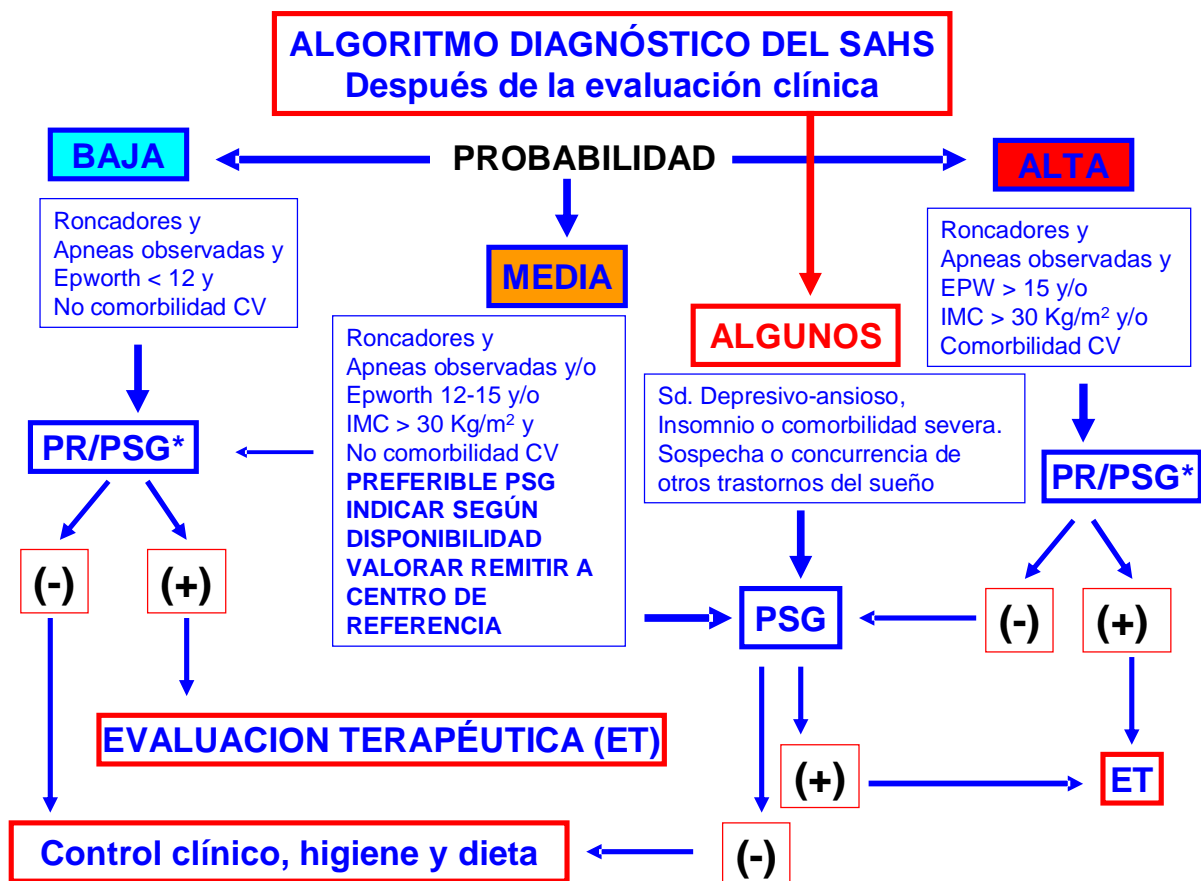 ALGORITMO DIAGNÓSTICO DEL SAHS
Después de la evaluación clínica
BAJA
PROBABILIDAD
ALTA
Roncadores y
Apneas observadas y
Epworth < 12 y
No comorbilidad CV
MEDIA
Roncadores y
Apneas observadas y/o
Epworth 12-15 y/o
IMC > 30 Kg/m² y
No comorbilidad CV
PREFERIBLE PSG
INDICAR SEGÚN
DISPONIBILIDAD
VALORAR REMITIR A
CENTRO DE
REFERENCIA
ALGUNOS
Sd. Depresivo-ansioso,
Insomnio o comorbilidad severa.
Sospecha o concurrencia de
otros trastornos del sueño
Roncadores y
Apneas observadas y
EPW > 15 y/o
IMC > 30 Kg/m² y/o
Comorbilidad CV
PR/PSG*
PR/PSG*
(-)
(+)
PSG
(-)
(+)
EVALUACION TERAPÉUTICA (ET)
(+)
ET
Control clínico, higiene y dieta
(-)